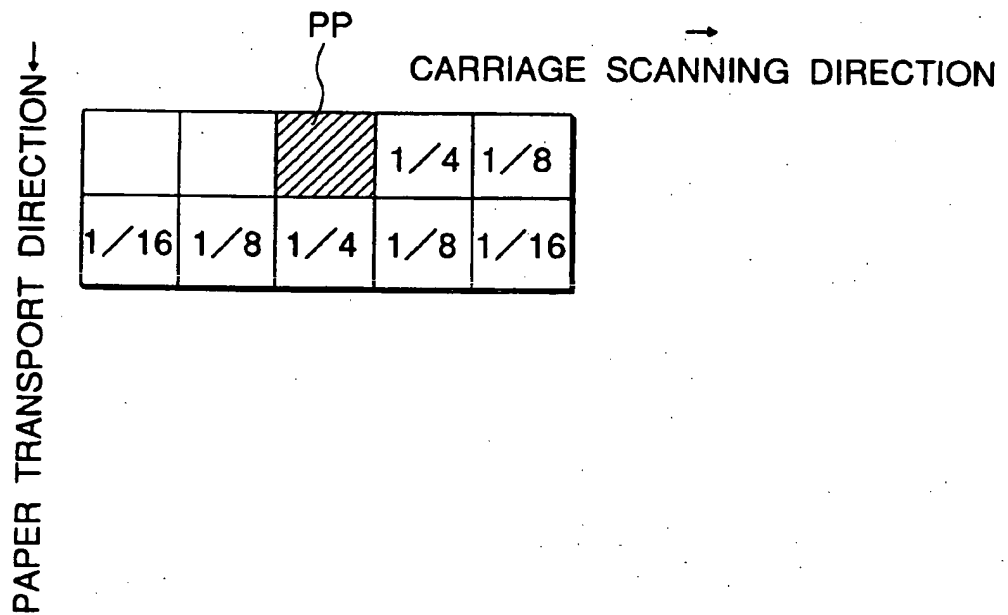 PP
→
CARRIAGE SCANNING DIRECTION
PAPER TRANSPORT DIRECTION←
1/4 1/8
1/16 1/8 1/4 1/8 1/16